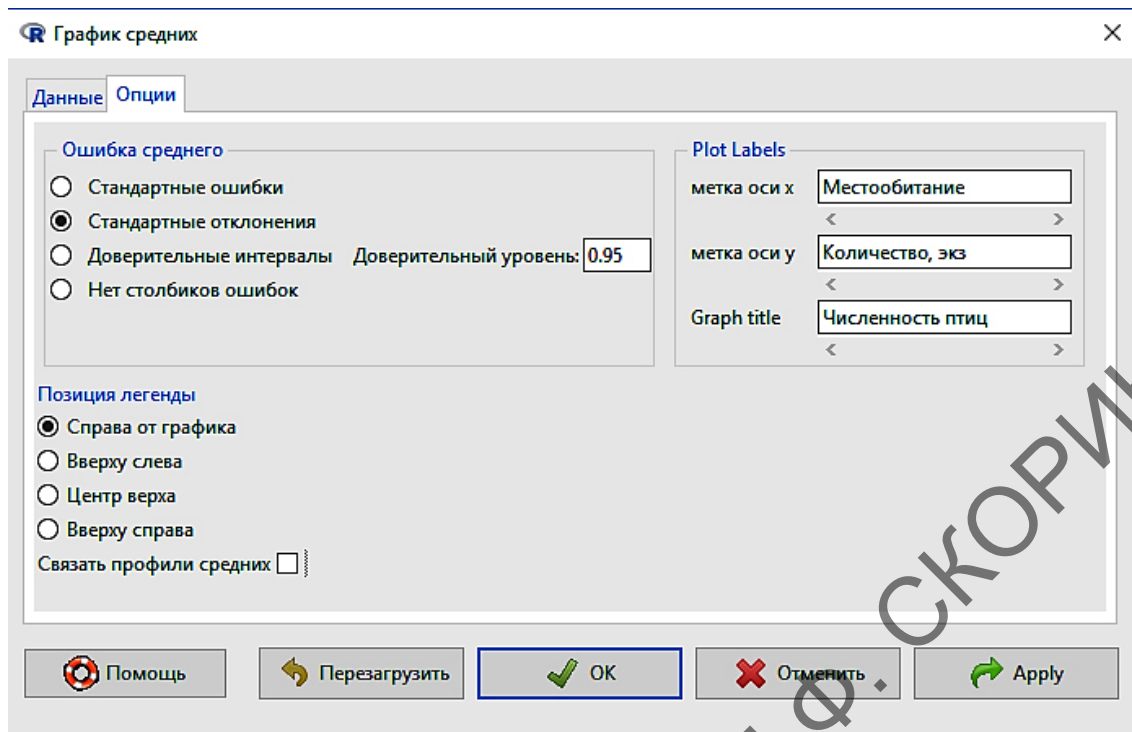 График средних
Данные Опции
Ошибка среднего
Стандартные ошибки
Стандартные отклонения
Доверительные интервалы Доверительный уровень: 0.95
Нет столбиков ошибок
Plot Labels
метка оси x Местообитание
метка оси y Количество, экз
Graph title Численность птиц
Позиция легенды
Справа от графика
Вверху слева
Центр верха
Вверху справа
Связать профили средних
Помощь Перезагрузить OK Отменить Apply
Ф. СКОРИ